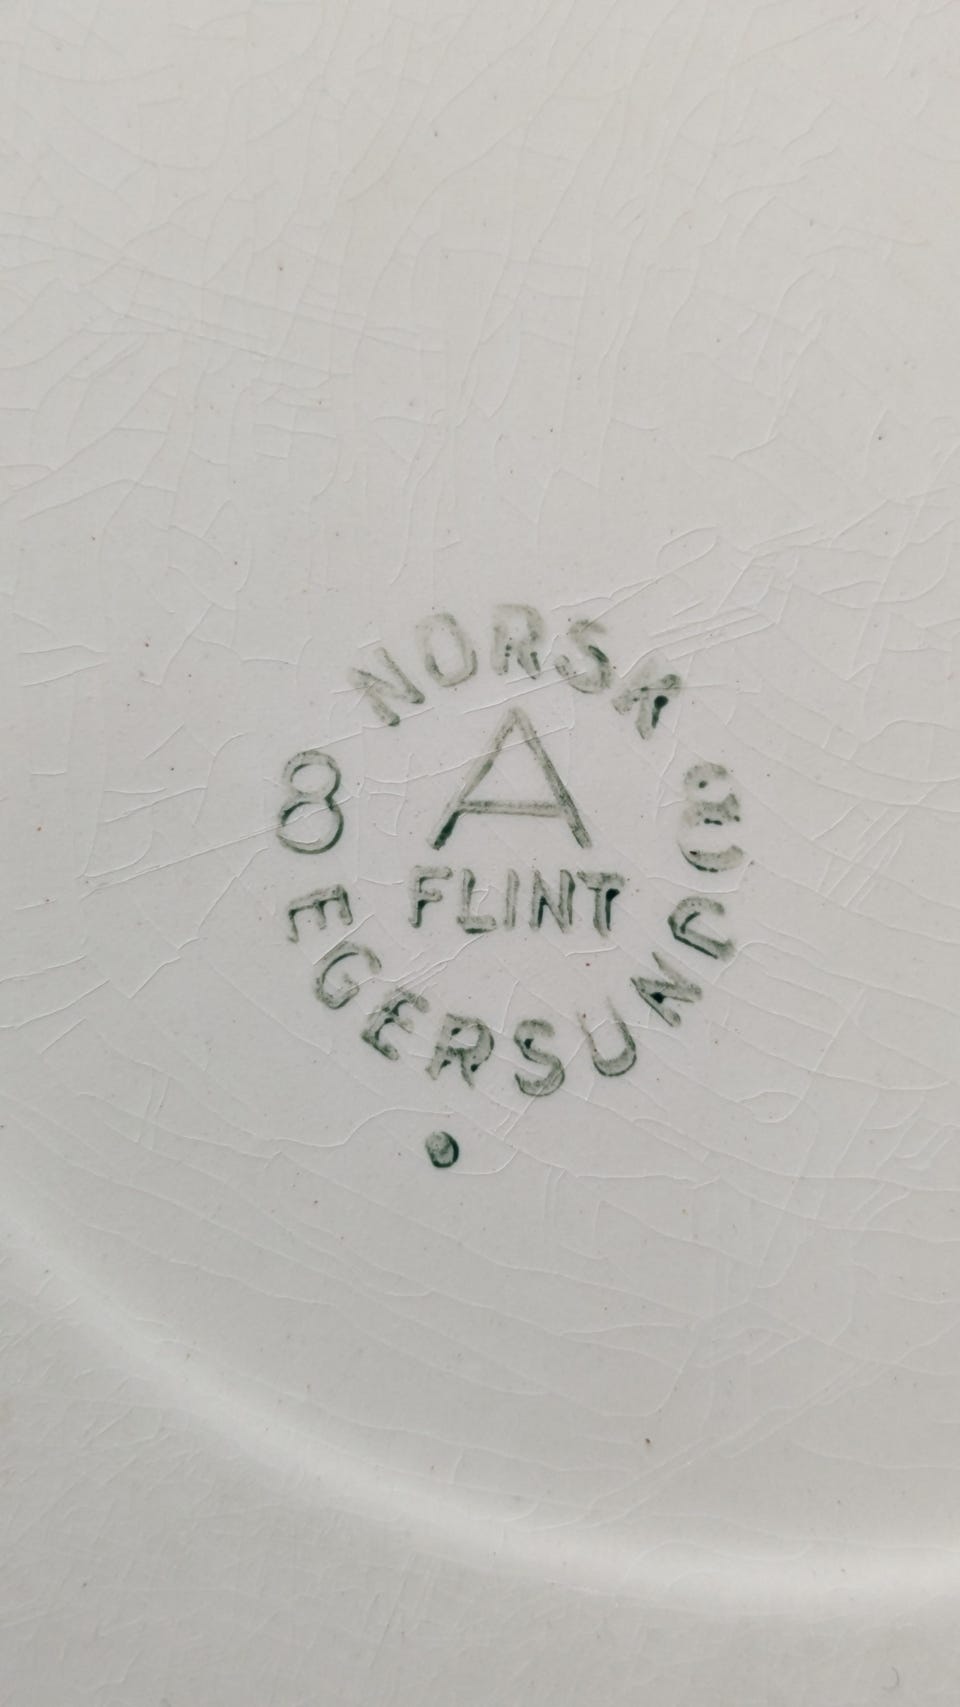 NORSK
8 A 8
FLINT
EGERSUND